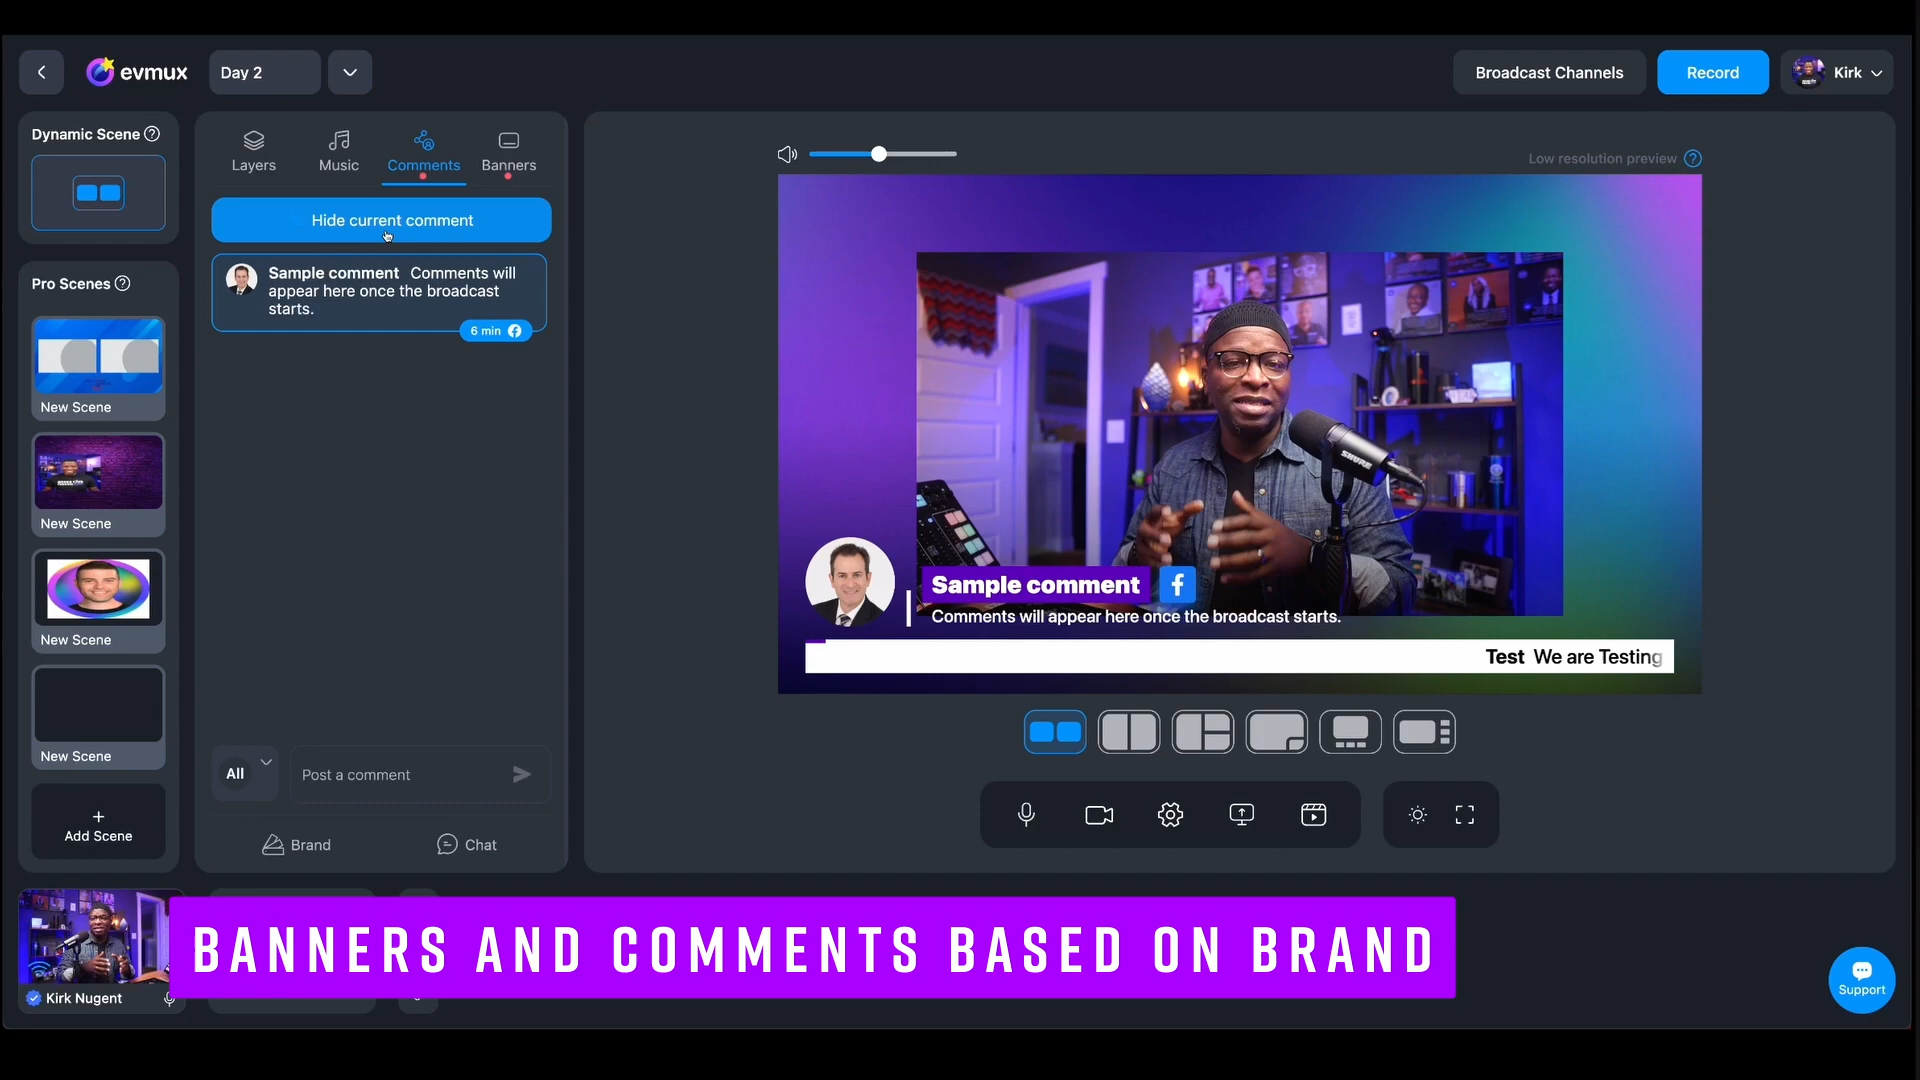 evmux
Day 2
Broadcast Channels
Record
Kirk
Dynamic Scene
Layers
Music
Comments
Banners
Low resolution preview
Hide current comment
Sample comment Comments will
appear here once the broadcast
starts.
6 min
Pro Scenes
New Scene
New Scene
New Scene
New Scene
+
Add Scene
SHURE
Sample comment
Comments will appear here once the broadcast starts.
Test We are Testing
All
Post a comment
Brand
Chat
BANNERS AND COMMENTS BASED ON BRAND
Kirk Nugent
Support